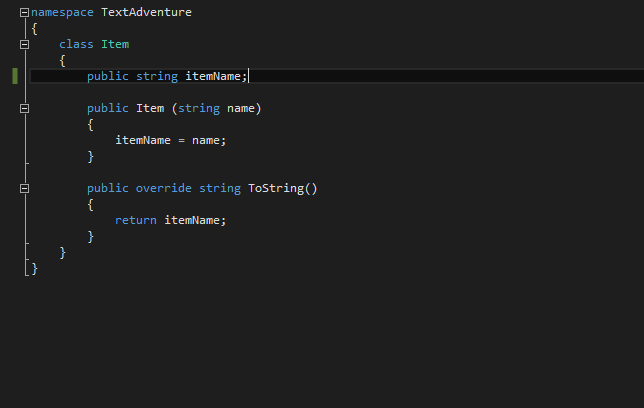 namespace TextAdventure
{
    class Item
    {
        public string itemName;

        public Item (string name)
        {
            itemName = name;
        }

        public override string ToString()
        {
            return itemName;
        }
    }
}